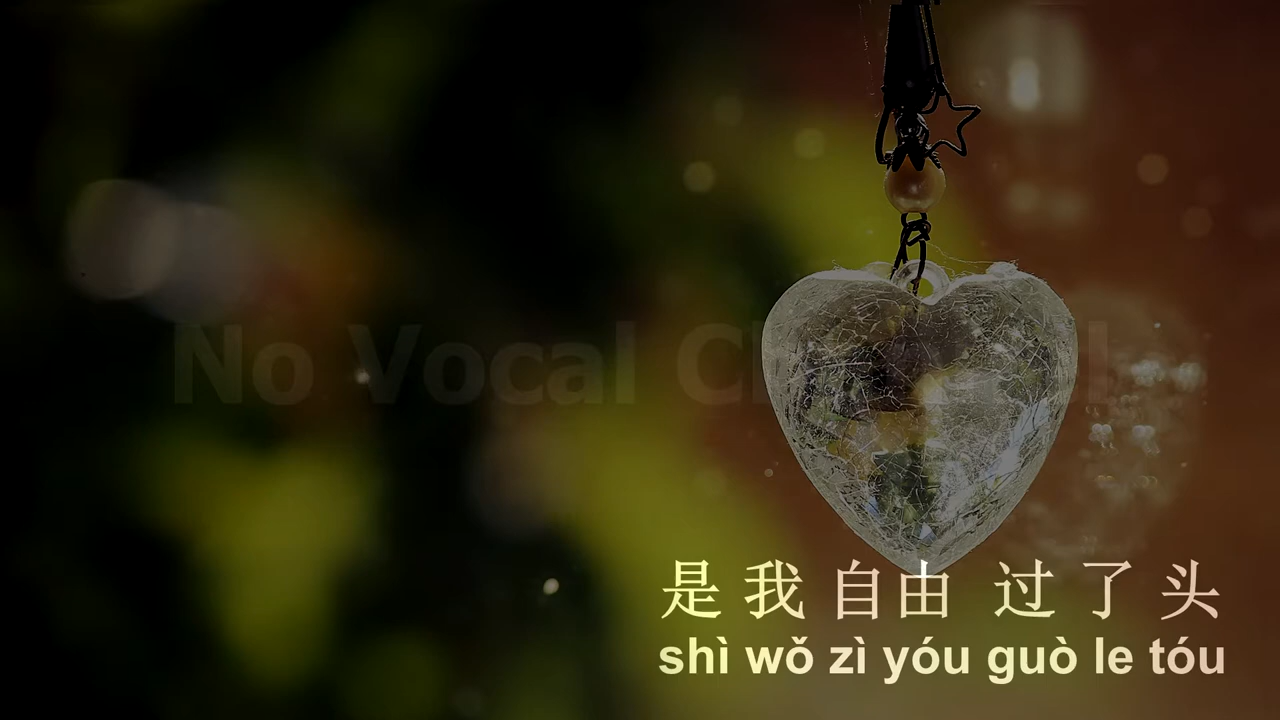 No Vocal Channel
是我自由 过了头
shì wǒ zì yóu guò le tóu